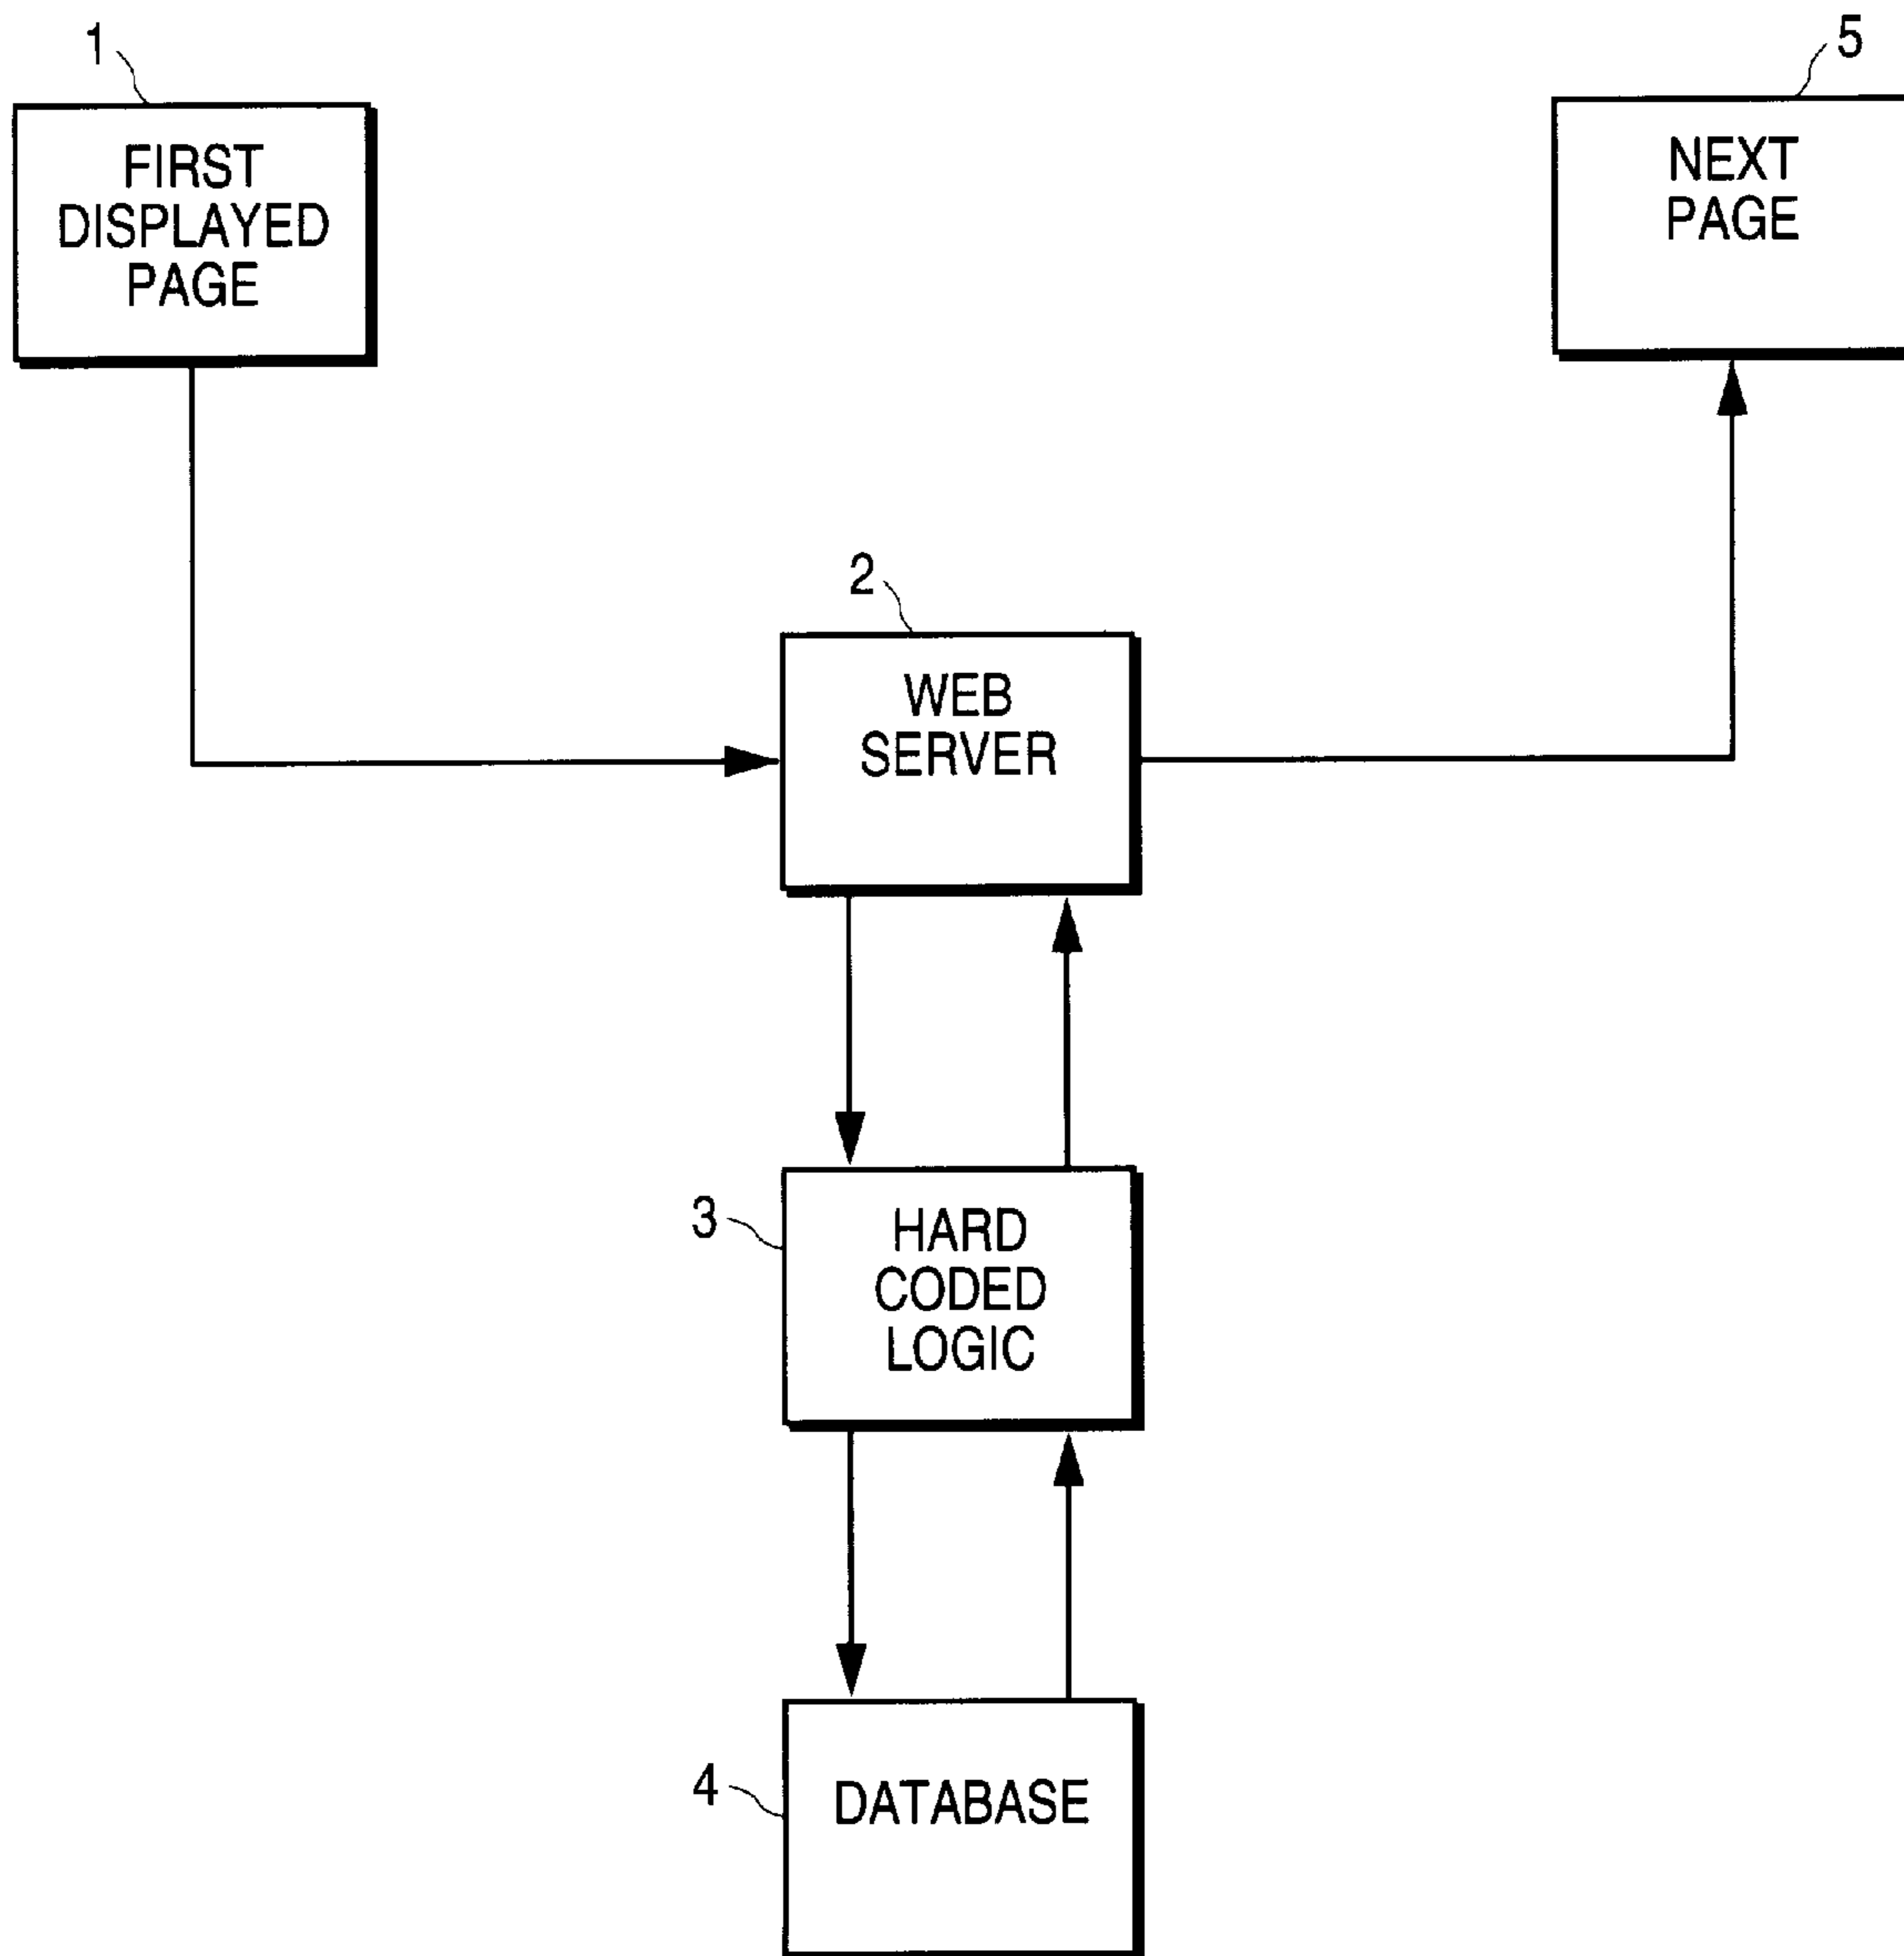 1
FIRST
DISPLAYED
PAGE
5
NEXT
PAGE
2
WEB
SERVER
3
HARD
CODED
LOGIC
4
DATABASE